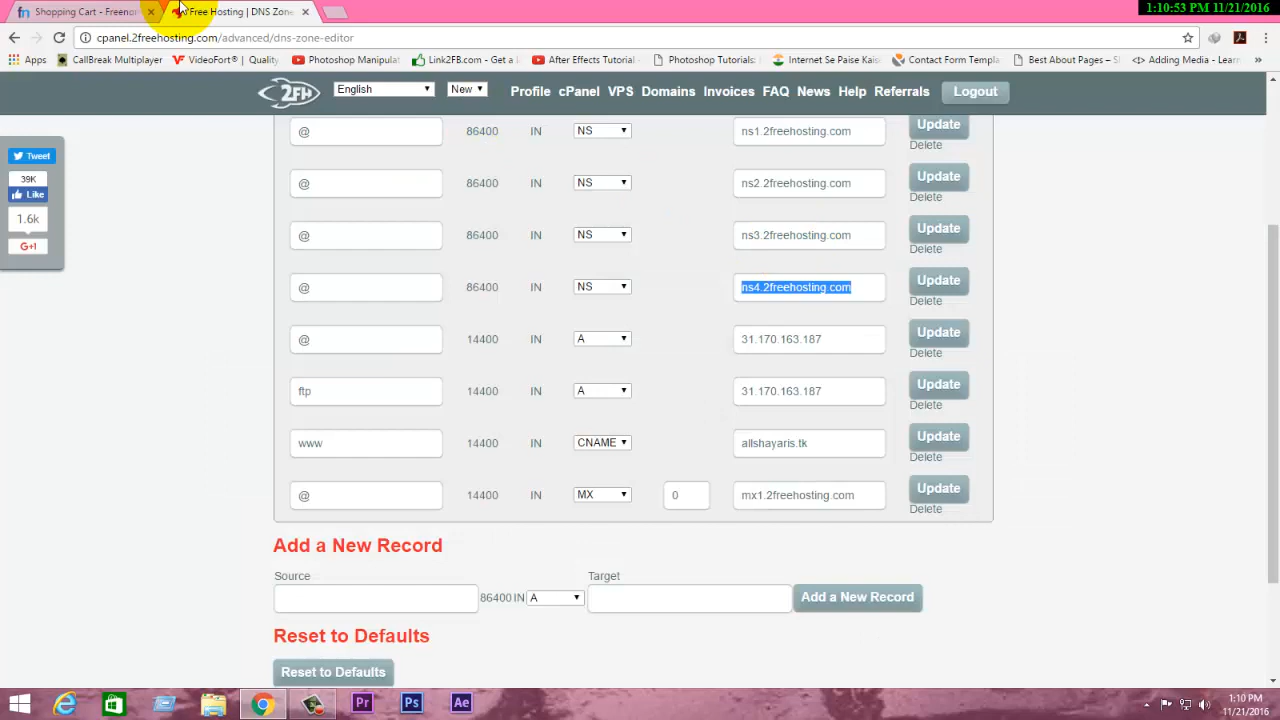 Shopping Cart - Freenor
Free Hosting | DNS Zone
1:10:53 PM 11/21/2016
cpanel.2freehosting.com/advanced/dns-zone-editor
Apps CallBreak Multiplayer VideoFort® | Quality Photoshop Manipulat Link2FB.com - Get a 1 After Effects Tutorial Photoshop Tutorials: Internet Se Paise Kaise Contact Form Templa Best About Pages – Sl Adding Media - Learn »
2FH English New Profile cPanel VPS Domains Invoices FAQ News Help Referrals Logout
@ 86400 IN NS ns1.2freehosting.com Update
Delete
Tweet
39K
Like
1.6k
G+!
@ 86400 IN NS ns2.2freehosting.com Update
Delete
@ 86400 IN NS ns3.2freehosting.com Update
Delete
@ 86400 IN NS ns4.2freehosting.com Update
Delete
@ 14400 IN A 31.170.163.187 Update
Delete
ftp 14400 IN A 31.170.163.187 Update
Delete
www 14400 IN CNAME allshayaris.tk Update
Delete
@ 14400 IN MX 0 mx1.2freehosting.com Update
Delete
Add a New Record
Source Target
86400 IN A Add a New Record
Reset to Defaults
Reset to Defaults
Pr Ps Ae
1:10 PM
11/21/2016